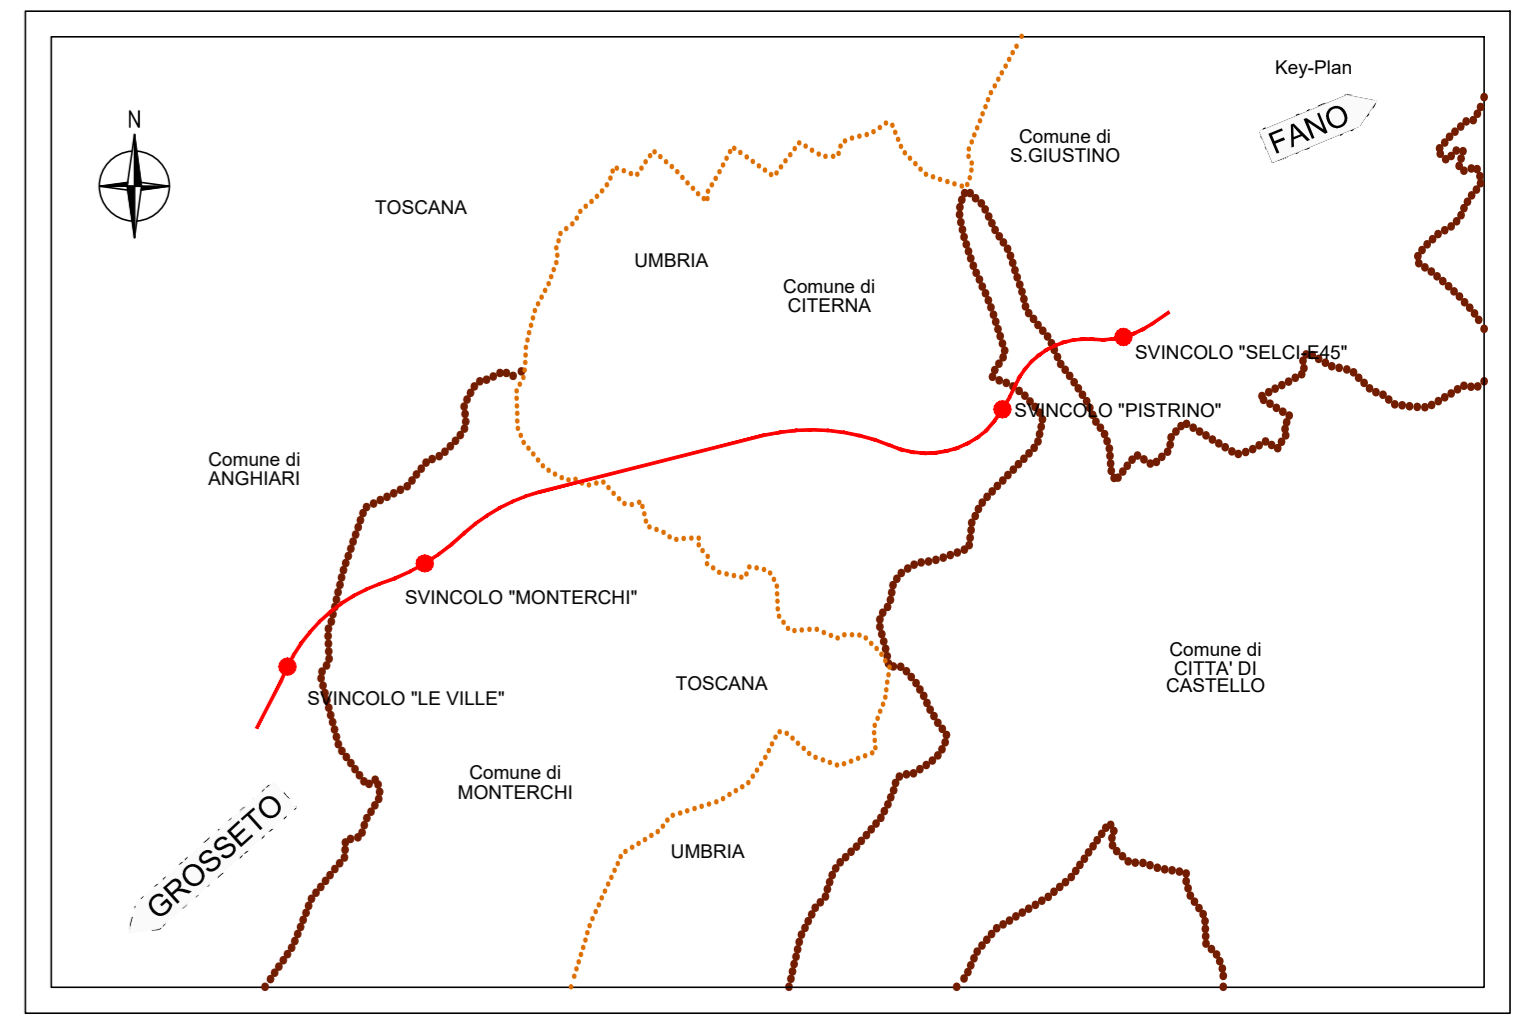 Key-Plan
FANO
N
Comune di
S.GIUSTINO
TOSCANA
UMBRIA
Comune di
CITERNA
SVINCOLO "SELCI-E45"
SVINCOLO "PISTRINO"
Comune di
ANGHIARI
SVINCOLO "MONTERCHI"
Comune di
CITTA' DI
CASTELLO
TOSCANA
SVINCOLO "LE VILLE"
Comune di
MONTERCHI
GROSSETO
UMBRIA